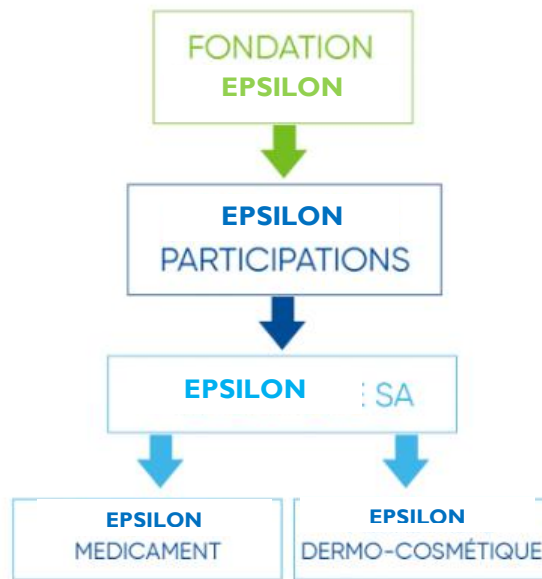 FONDATION
EPSILON
EPSILON
PARTICIPATIONS
EPSILON : SA
EPSILON
MEDICAMENT
EPSILON
DERMO-COSMÉTIQUE